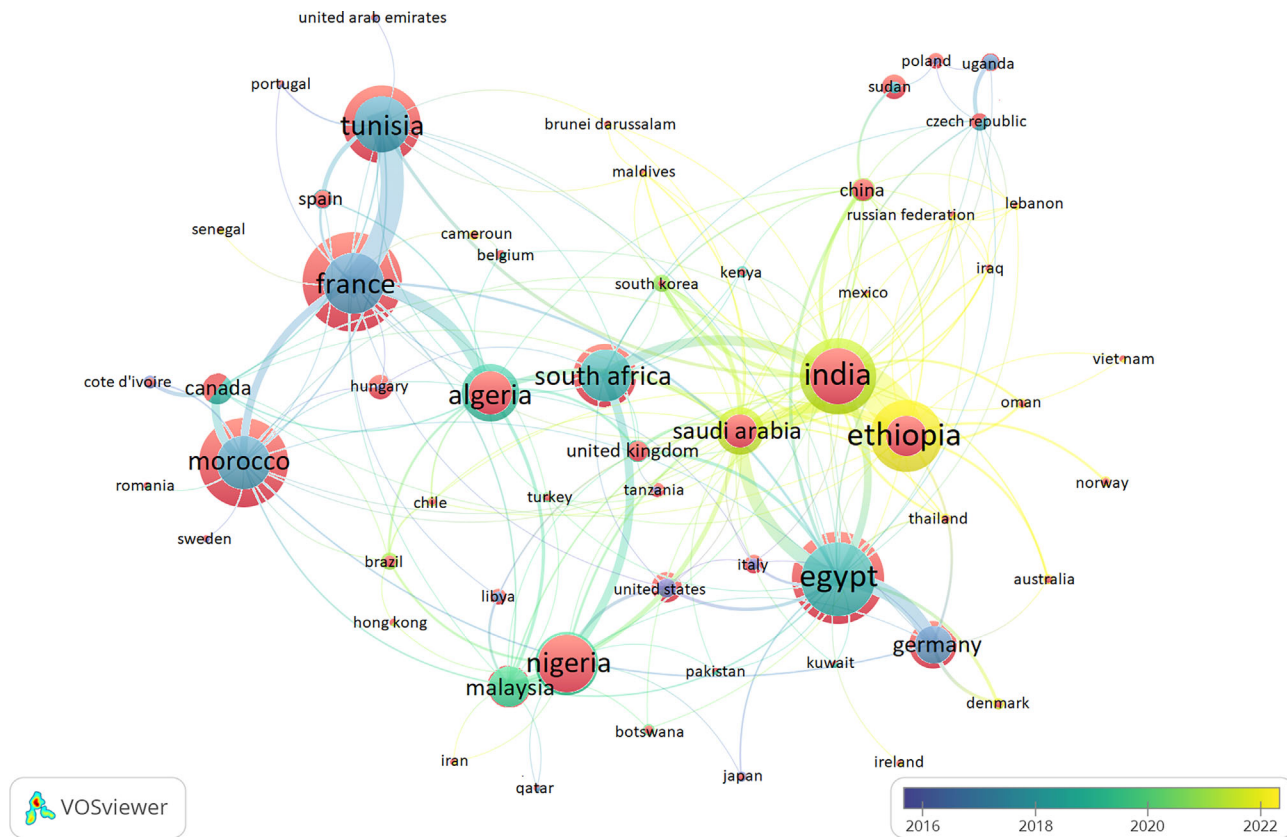 united arab emirates
poland
uganda
portugal
sudan
tunisia
brunei darussalam
czech republic
maldives
china
spain
lebanon
russian federation
senegal
cameroun
belgium
iraq
kenya
south korea
france
mexico
viet nam
south africa
india
cote d'ivoire
canada
hungary
algeria
oman
saudi arabia
ethiopia
united kingdom
morocco
romania
tanzania
norway
turkey
chile
thailand
sweden
brazil
italy
egypt
australia
united states
libya
hong kong
germany
nigeria
kuwait
pakistan
malaysia
denmark
botswana
iran
ireland
japan
qatar
VOSviewer
2016
2018
2020
2022